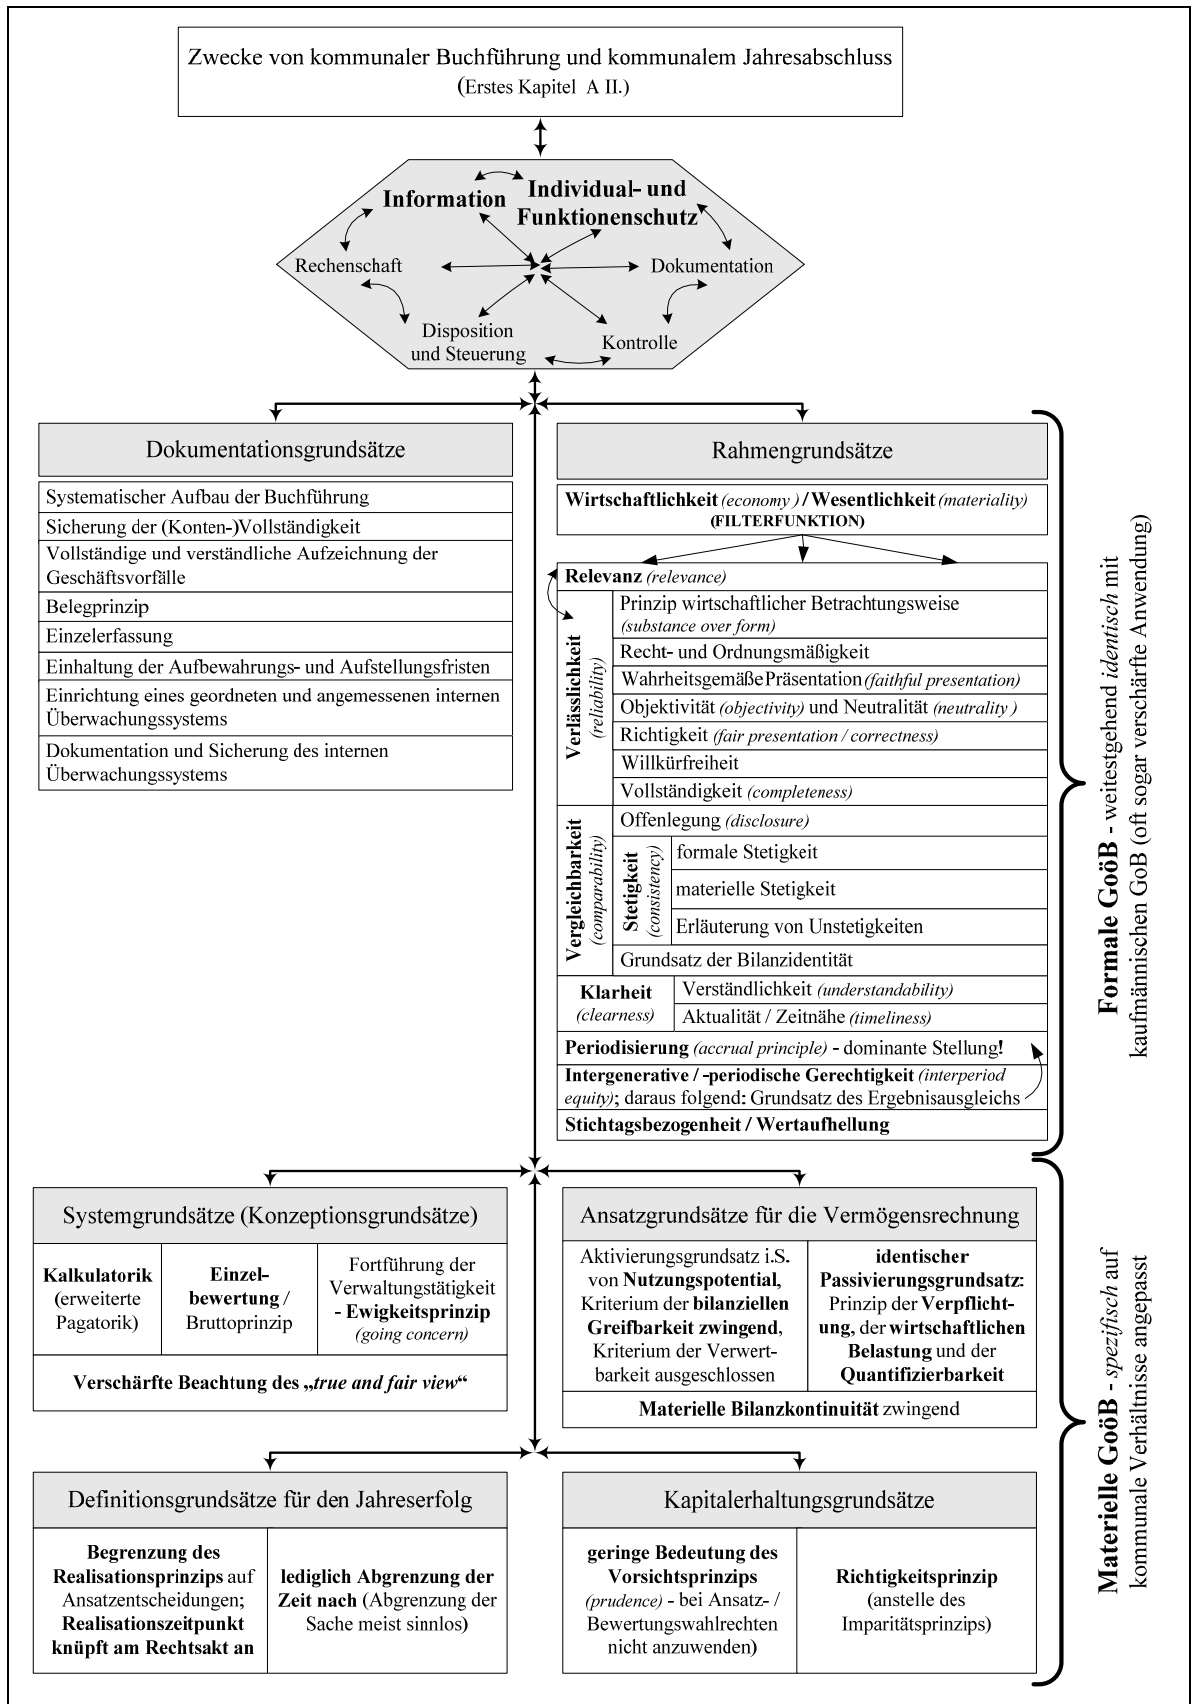 Zwecke von kommunaler Buchführung und kommunalem Jahresabschluss
(Erstes Kapitel A II.)
Information
Individual- und
Funktionenschutz
Rechenschaft
Dokumentation
Disposition
und Steuerung
Kontrolle
Dokumentationsgrundsätze
Systematischer Aufbau der Buchführung
Sicherung der (Konten-)Vollständigkeit
Vollständige und verständliche Aufzeichnung der
Geschäftsvorfälle
Belegprinzip
Einzelerfassung
Einhaltung der Aufbewahrungs- und Aufstellungsfristen
Einrichtung eines geordneten und angemessenen internen
Überwachungssystems
Dokumentation und Sicherung des internen
Überwachungssystems
Rahmengrundsätze
Wirtschaftlichkeit (economy) / Wesentlichkeit (materiality)
(FILTERFUNKTION)
Relevanz (relevance)
Verlässlichkeit
(reliability)
Prinzip wirtschaftlicher Betrachtungsweise
(substance over form)
Recht- und Ordnungsmäßigkeit
Wahrheitsgemäße Präsentation (faithful presentation)
Objektivität (objectivity) und Neutralität (neutrality)
Richtigkeit (fair presentation / correctness)
Willkürfreiheit
Vollständigkeit (completeness)
Vergleichbarkeit
(comparability)
Offenlegung (disclosure)
Stetigkeit
(consistency)
formale Stetigkeit
materielle Stetigkeit
Erläuterung von Unstetigkeiten
Grundsatz der Bilanzidentität
Klarheit
(clearness)
Verständlichkeit (understandability)
Aktualität / Zeitnähe (timeliness)
Periodisierung (accrual principle) - dominante Stellung!
Intergenerative / -periodische Gerechtigkeit (interperiod
equity); daraus folgend: Grundsatz des Ergebnisausgleichs
Stichtagsbezogenheit / Wertaufhellung
Formale GoöB - weitestgehend identisch mit
kaufmännischen GoB (oft sogar verschärfte Anwendung)
Systemgrundsätze (Konzeptionsgrundsätze)
Kalkulatorik
(erweiterte
Pagatorik)
Einzel-
bewertung /
Bruttoprinzip
Fortführung der
Verwaltungstätigkeit
- Ewigkeitsprinzip
(going concern)
Verschärfte Beachtung des „true and fair view“
Ansatzgrundsätze für die Vermögensrechnung
Aktivierungsgrundsatz i.S.
von Nutzungspotential,
Kriterium der bilanziellen
Greifbarkeit zwingend,
Kriterium der Verwert-
barkeit ausgeschlossen
identischer
Passivierungsgrundsatz:
Prinzip der Verpflicht-
ung, der wirtschaftlichen
Belastung und der
Quantifizierbarkeit
Materielle Bilanzkontinuität zwingend
Definitionsgrundsätze für den Jahreserfolg
Begrenzung des
Realisationsprinzips auf
Ansatzentscheidungen;
Realisationszeitpunkt
knüpft am Rechtsakt an
lediglich Abgrenzung der
Zeit nach (Abgrenzung der
Sache meist sinnlos)
Kapitalerhaltungsgrundsätze
geringe Bedeutung des
Vorsichtsprinzips
(prudence) - bei Ansatz- /
Bewertungswahlrechten
nicht anzuwenden)
Richtigkeitsprinzip
(anstelle des
Imparitätsprinzips)
Materielle GoöB - spezifisch auf
kommunale Verhältnisse angepasst